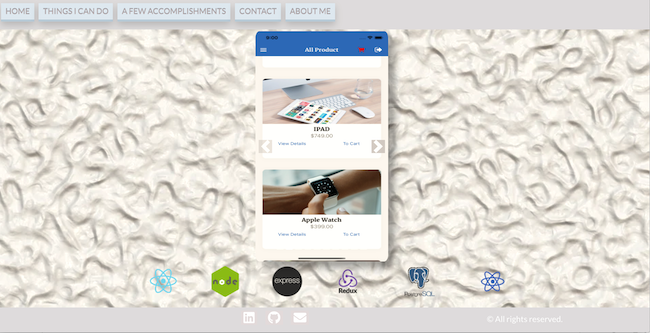 HOME THINGS I CAN DO A FEW ACCOMPLISHMENTS CONTACT ABOUT ME
9:00
All Product
IPAD
$749.00
View Details To Cart
Apple Watch
$399.00
View Details To Cart
node
express
Redux
PostgreSQL
© All rights reserved.